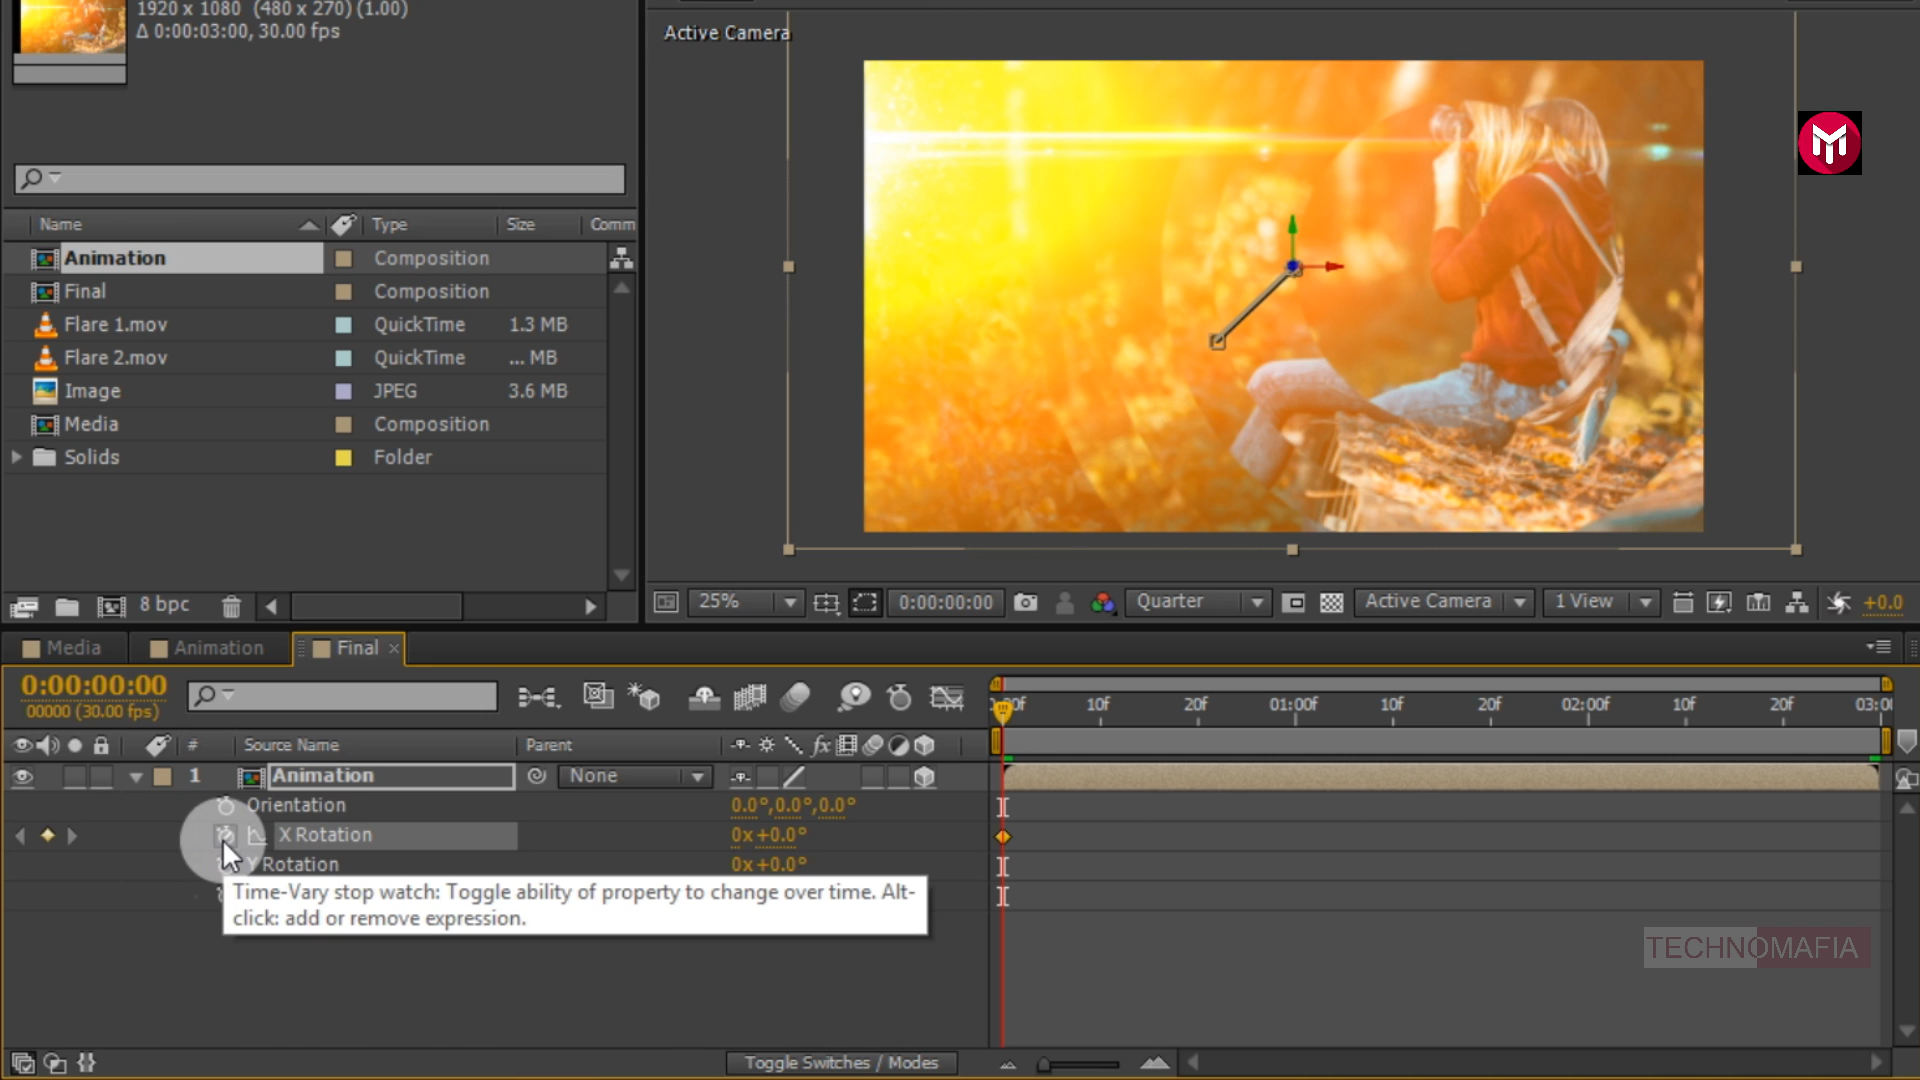 1920 x 1080 (480 x 270) (1.00)
Δ 0:00:03:00, 30.00 fps
Active Camera
Name Type Size Comm
Animation Composition
Final Composition
Flare 1.mov QuickTime 1.3 MB
Flare 2.mov QuickTime ... MB
Image JPEG 3.6 MB
Media Composition
Solids Folder
8 bpc
25% 0:00:00:00 Quarter Active Camera 1 View +0.0
Media Animation Final ×
0:00:00:00
00000 (30.00 fps)
10f 20f 01:00f 10f 20f 02:00f 10f 20f
# Source Name Parent fx
1 Animation None
Orientation 0.0°,0.0°,0.0°
X Rotation 0x+0.0°
Y Rotation 0x+0.0°
Time-Vary stop watch: Toggle ability of property to change over time. Alt-
click: add or remove expression.
TECHNOMAFIA
Toggle Switches / Modes